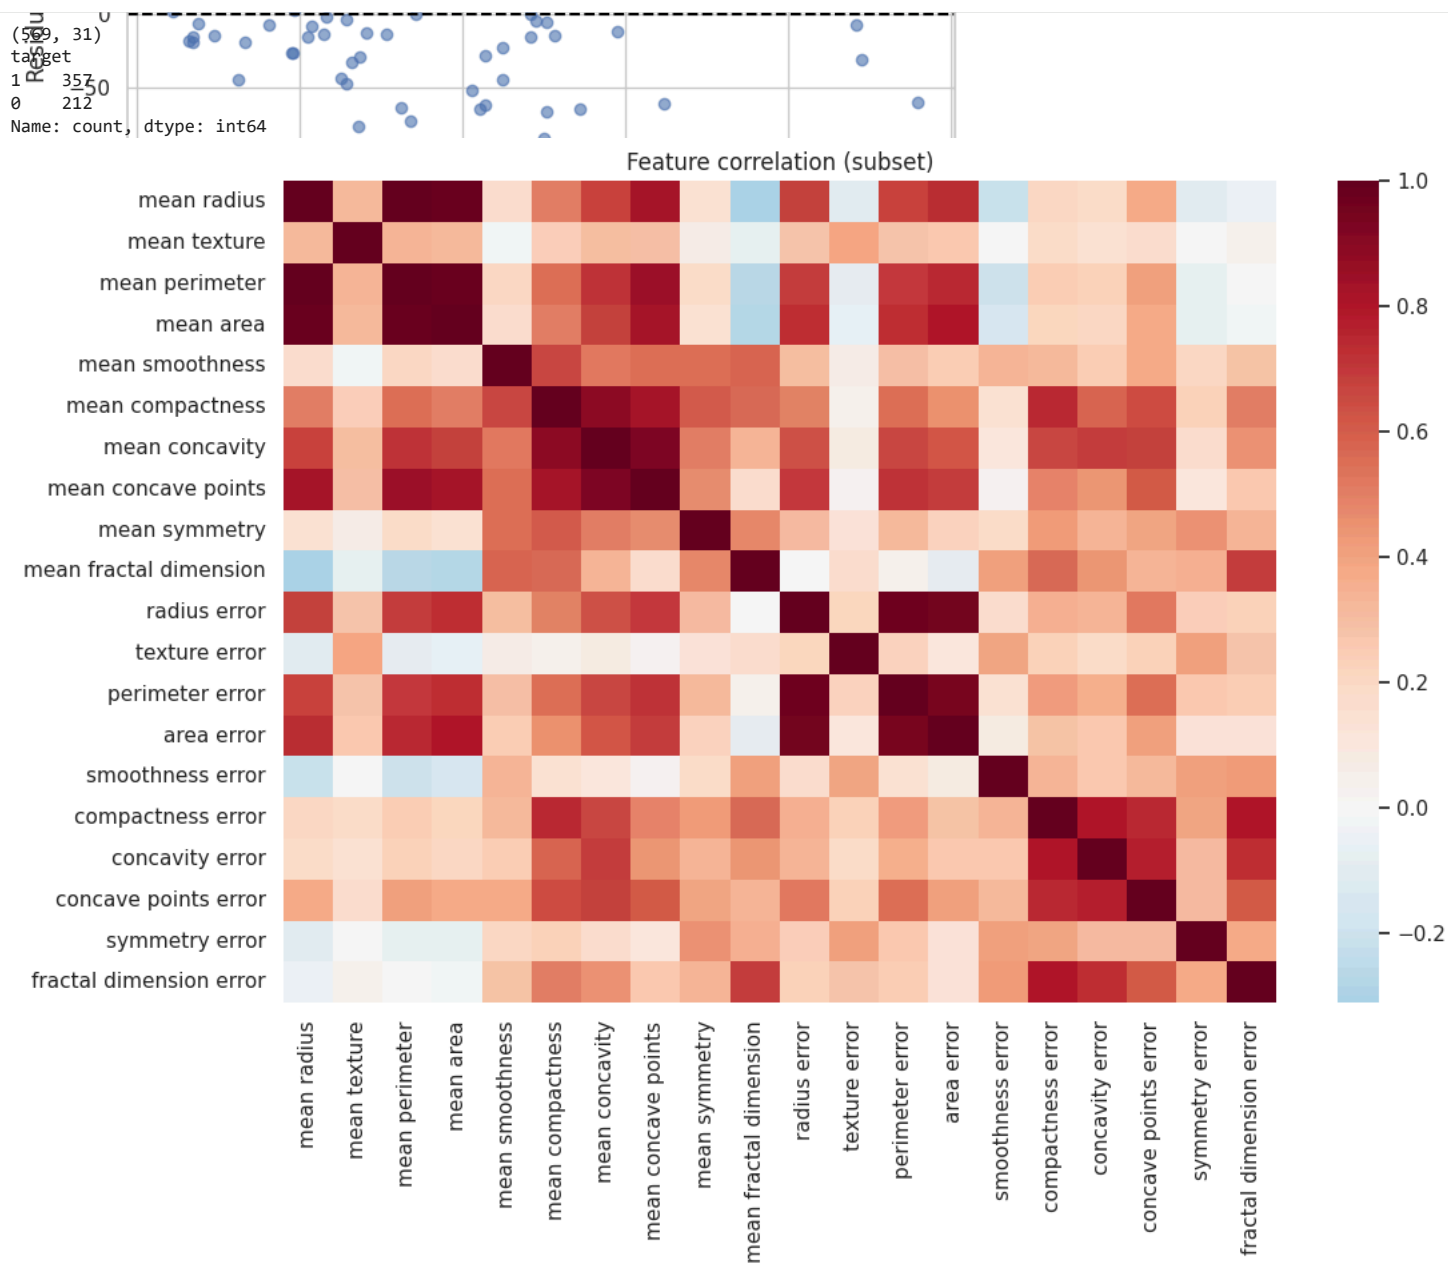 0
(569, 31)
target
1 357
-50
0 212
Name: count, dtype: int64
Residu
Feature correlation (subset)
mean radius
mean texture
mean perimeter
mean area
mean smoothness
mean compactness
mean concavity
mean concave points
mean symmetry
mean fractal dimension
radius error
texture error
perimeter error
area error
smoothness error
compactness error
concavity error
concave points error
symmetry error
fractal dimension error
mean radius
mean texture
mean perimeter
mean area
mean smoothness
mean compactness
mean concavity
mean concave points
mean symmetry
mean fractal dimension
radius error
texture error
perimeter error
area error
smoothness error
compactness error
concavity error
concave points error
symmetry error
fractal dimension error
1.0
0.8
0.6
0.4
0.2
0.0
−0.2